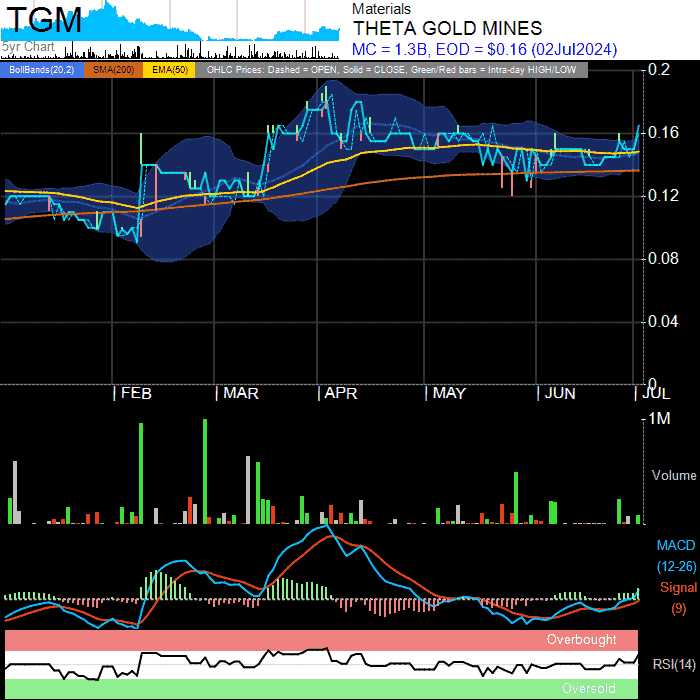 TGM
5yr Chart
Materials
THETA GOLD MINES
MC = 1.3B, EOD = $0.16 (02Jul2024)
BollBands(20,2) SMA(200) EMA(50) OHLC Prices: Dashed = OPEN, Solid = CLOSE, Green/Red bars = Intra-day HIGH/LOW
0.2
0.16
0.12
0.08
0.04
0
FEB MAR APR MAY JUN JUL
1M
Volume
MACD
(12-26)
Signal
(9)
Overbought
RSI(14)
Oversold